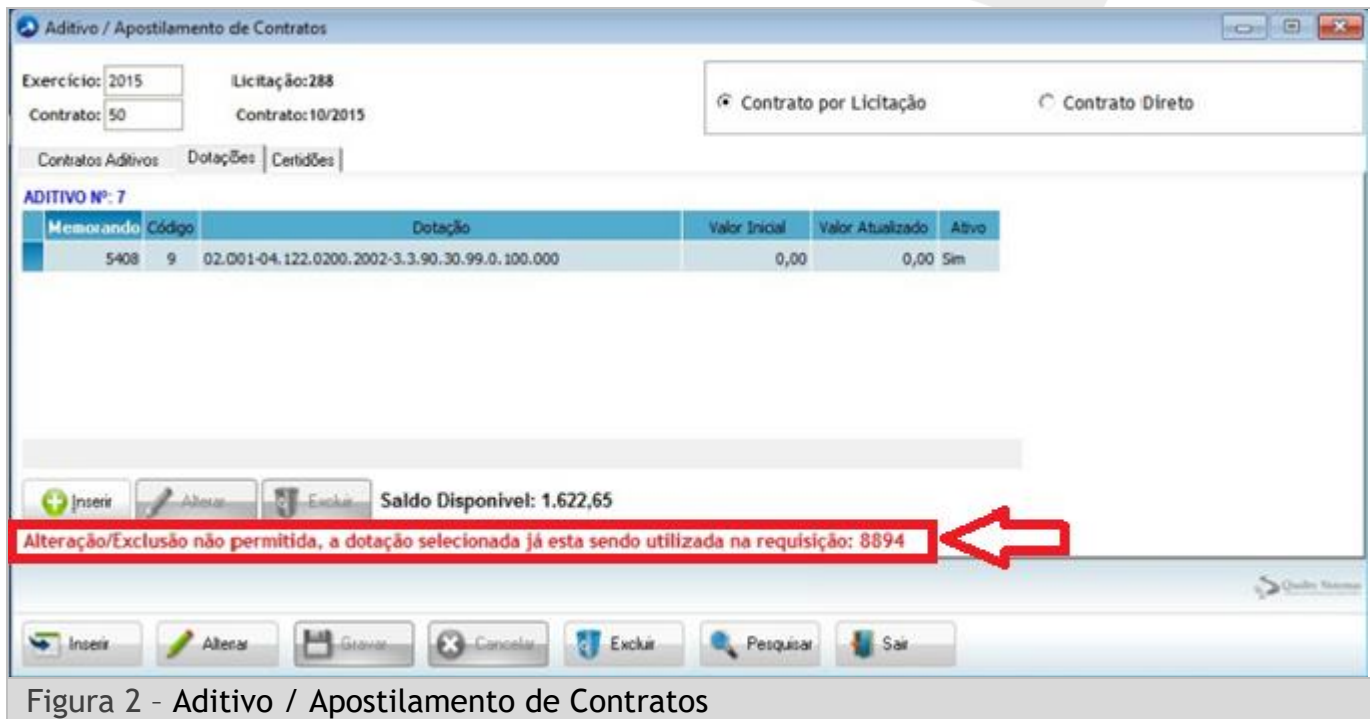 Aditivo / Apostilamento de Contratos
Exercício: 2015 Licitação:288
Contrato: 50 Contrato:10/2015
Contrato por Licitação Contrato Direto
Contratos Aditivos Dotações Certidões
ADITIVO Nº: 7
Memorando Código Dotação Valor Inicial Valor Atualizado Ativo
5408 9 02.001-04.122.0200.2002-3.3.90.30.99.0.100.000 0,00 0,00 Sim
Inserir Alterar Excluir Saldo Disponivel: 1.622,65
Alteração/Exclusão não permitida, a dotação selecionada já esta sendo utilizada na requisição: 8894
Inserir Alterar Gravar Cancelar Excluir Pesquisar Sair
Figura 2 – Aditivo / Apostilamento de Contratos